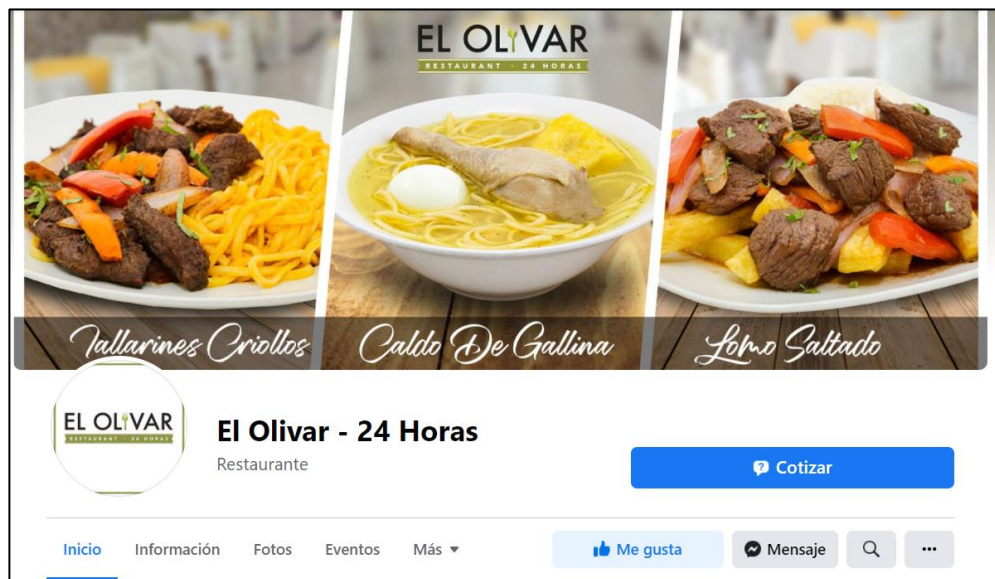 EL OLIVAR
RESTAURANT · 24 HORAS
Tallarines Criollos
Caldo De Gallina
Lomo Saltado
EL OLIVAR
RESTAURANT · 24 HORAS
El Olivar - 24 Horas
Restaurante
Cotizar
Inicio Información Fotos Eventos Más
Me gusta Mensaje